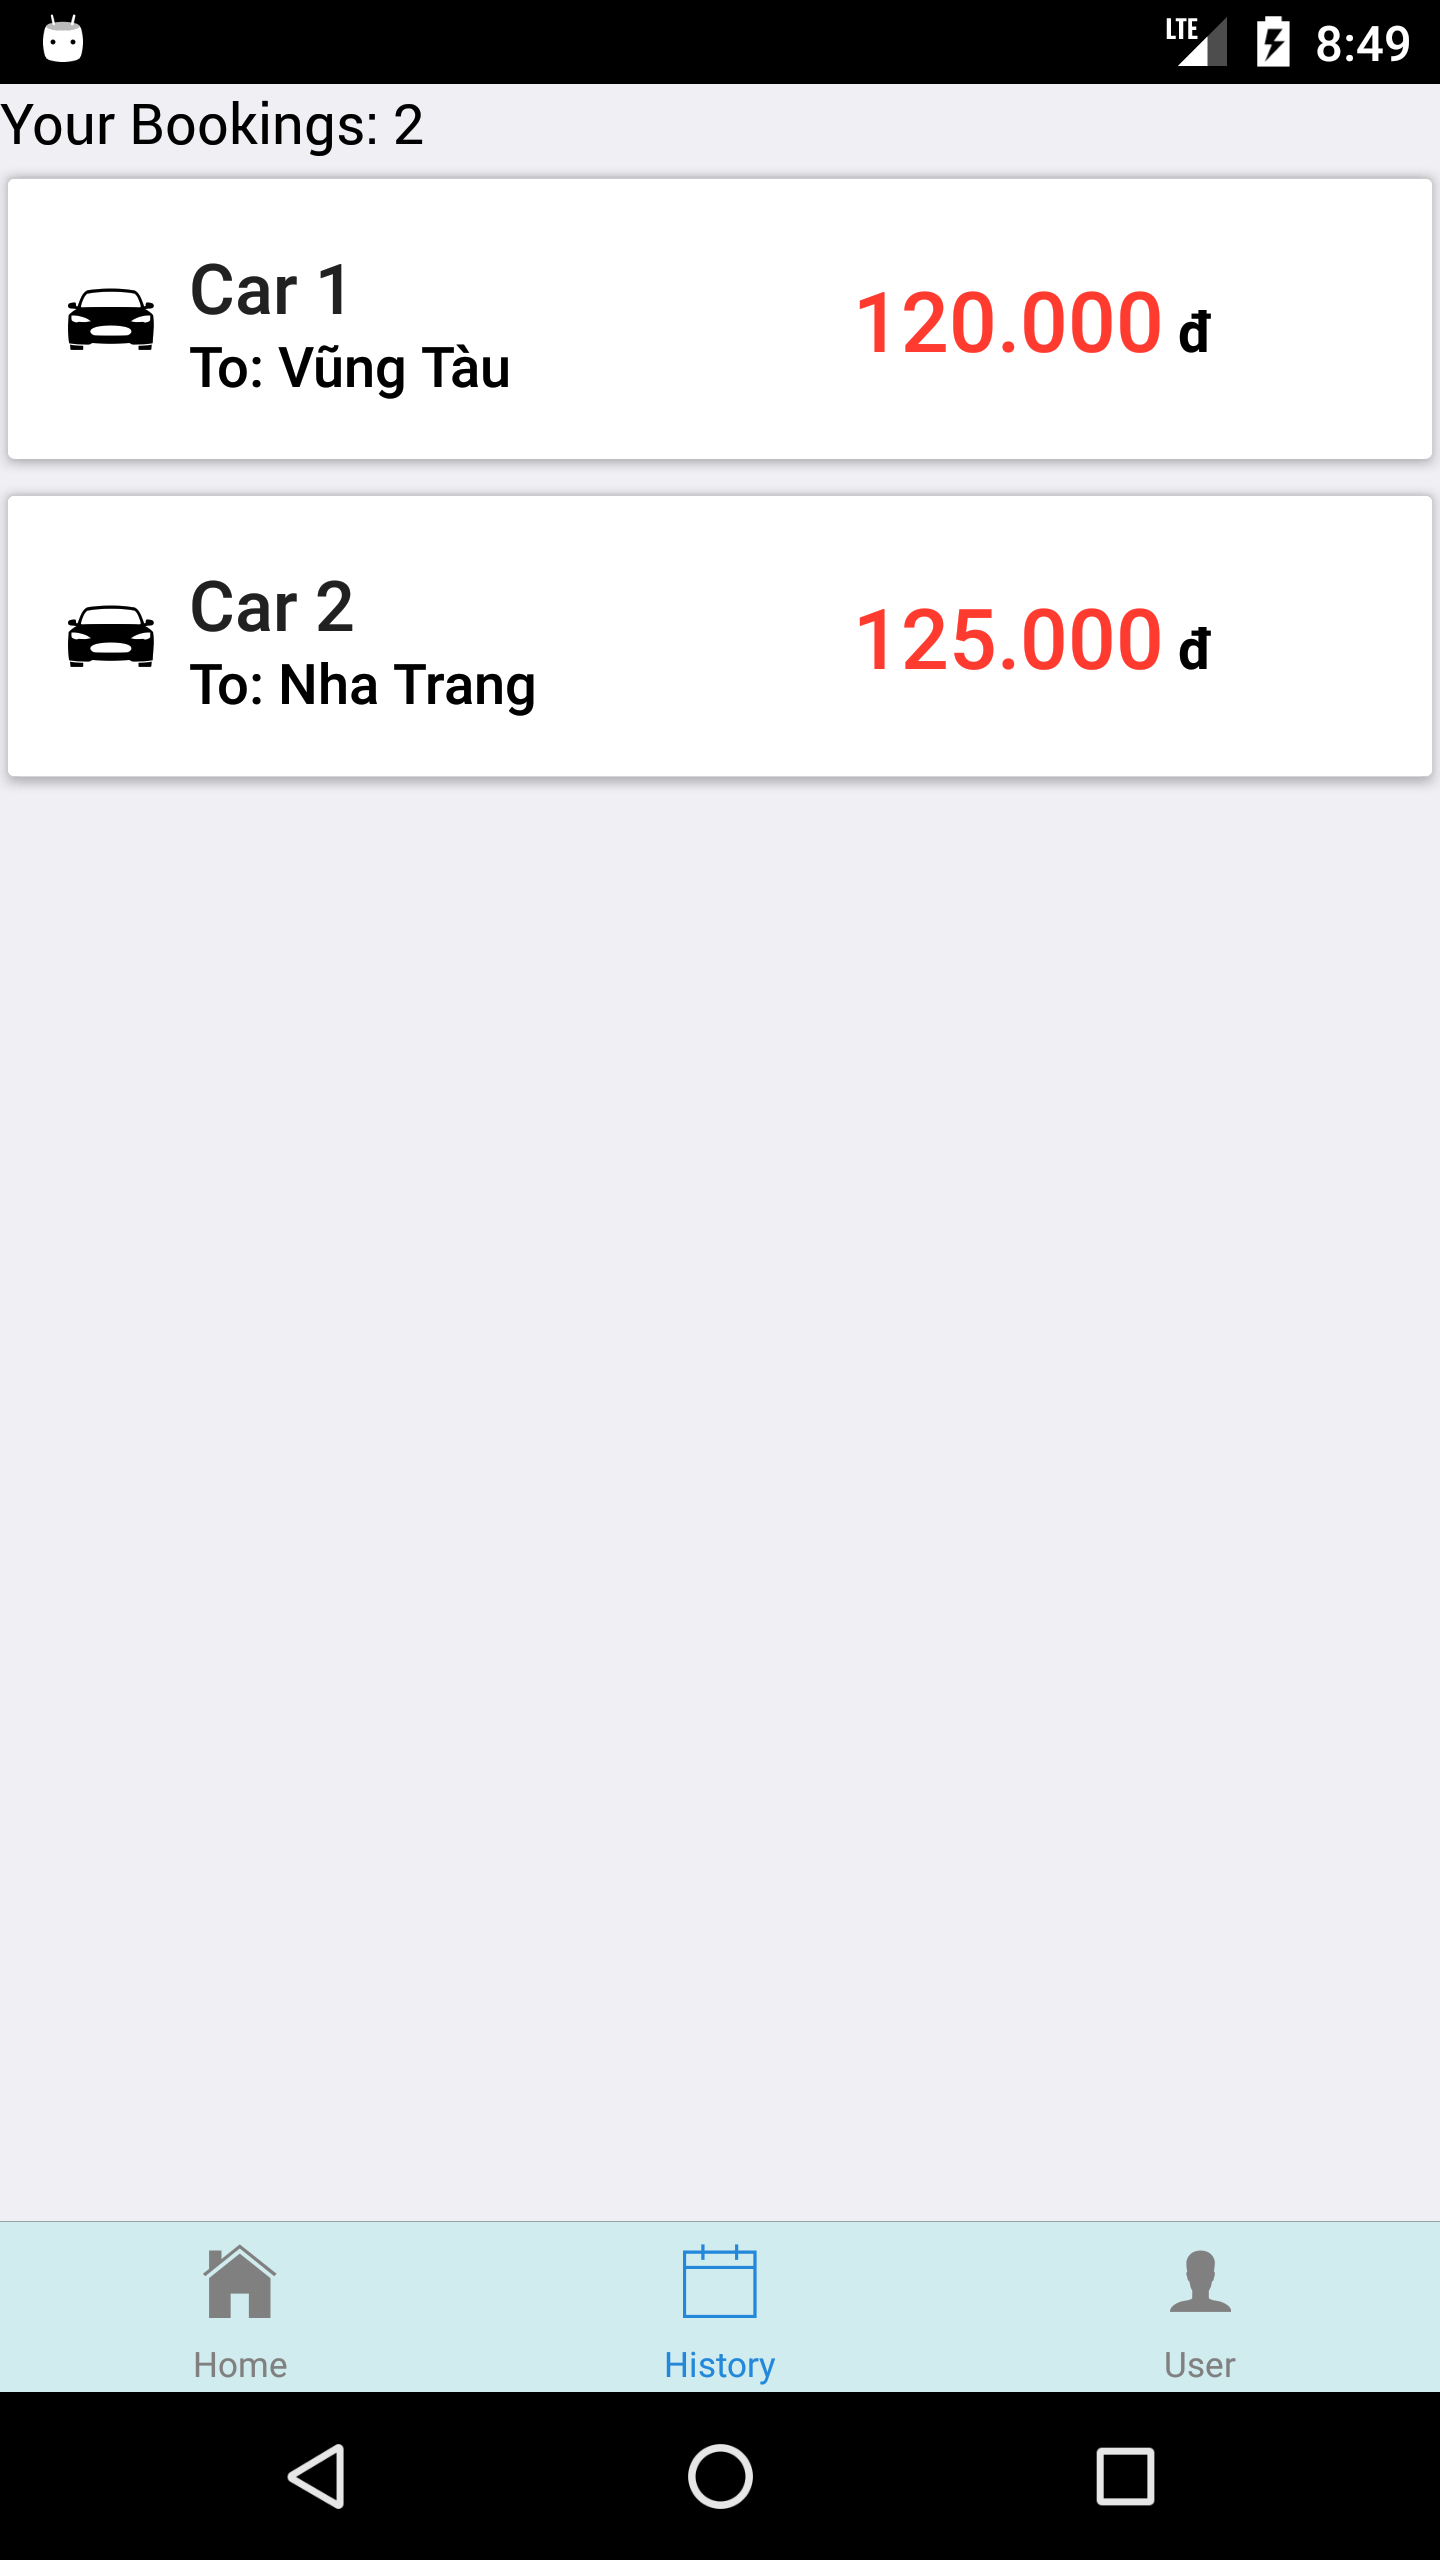 LTE 8:49
Your Bookings: 2
Car 1
To: Vũng Tàu
120.000 đ
Car 2
To: Nha Trang
125.000 đ
Home
History
User